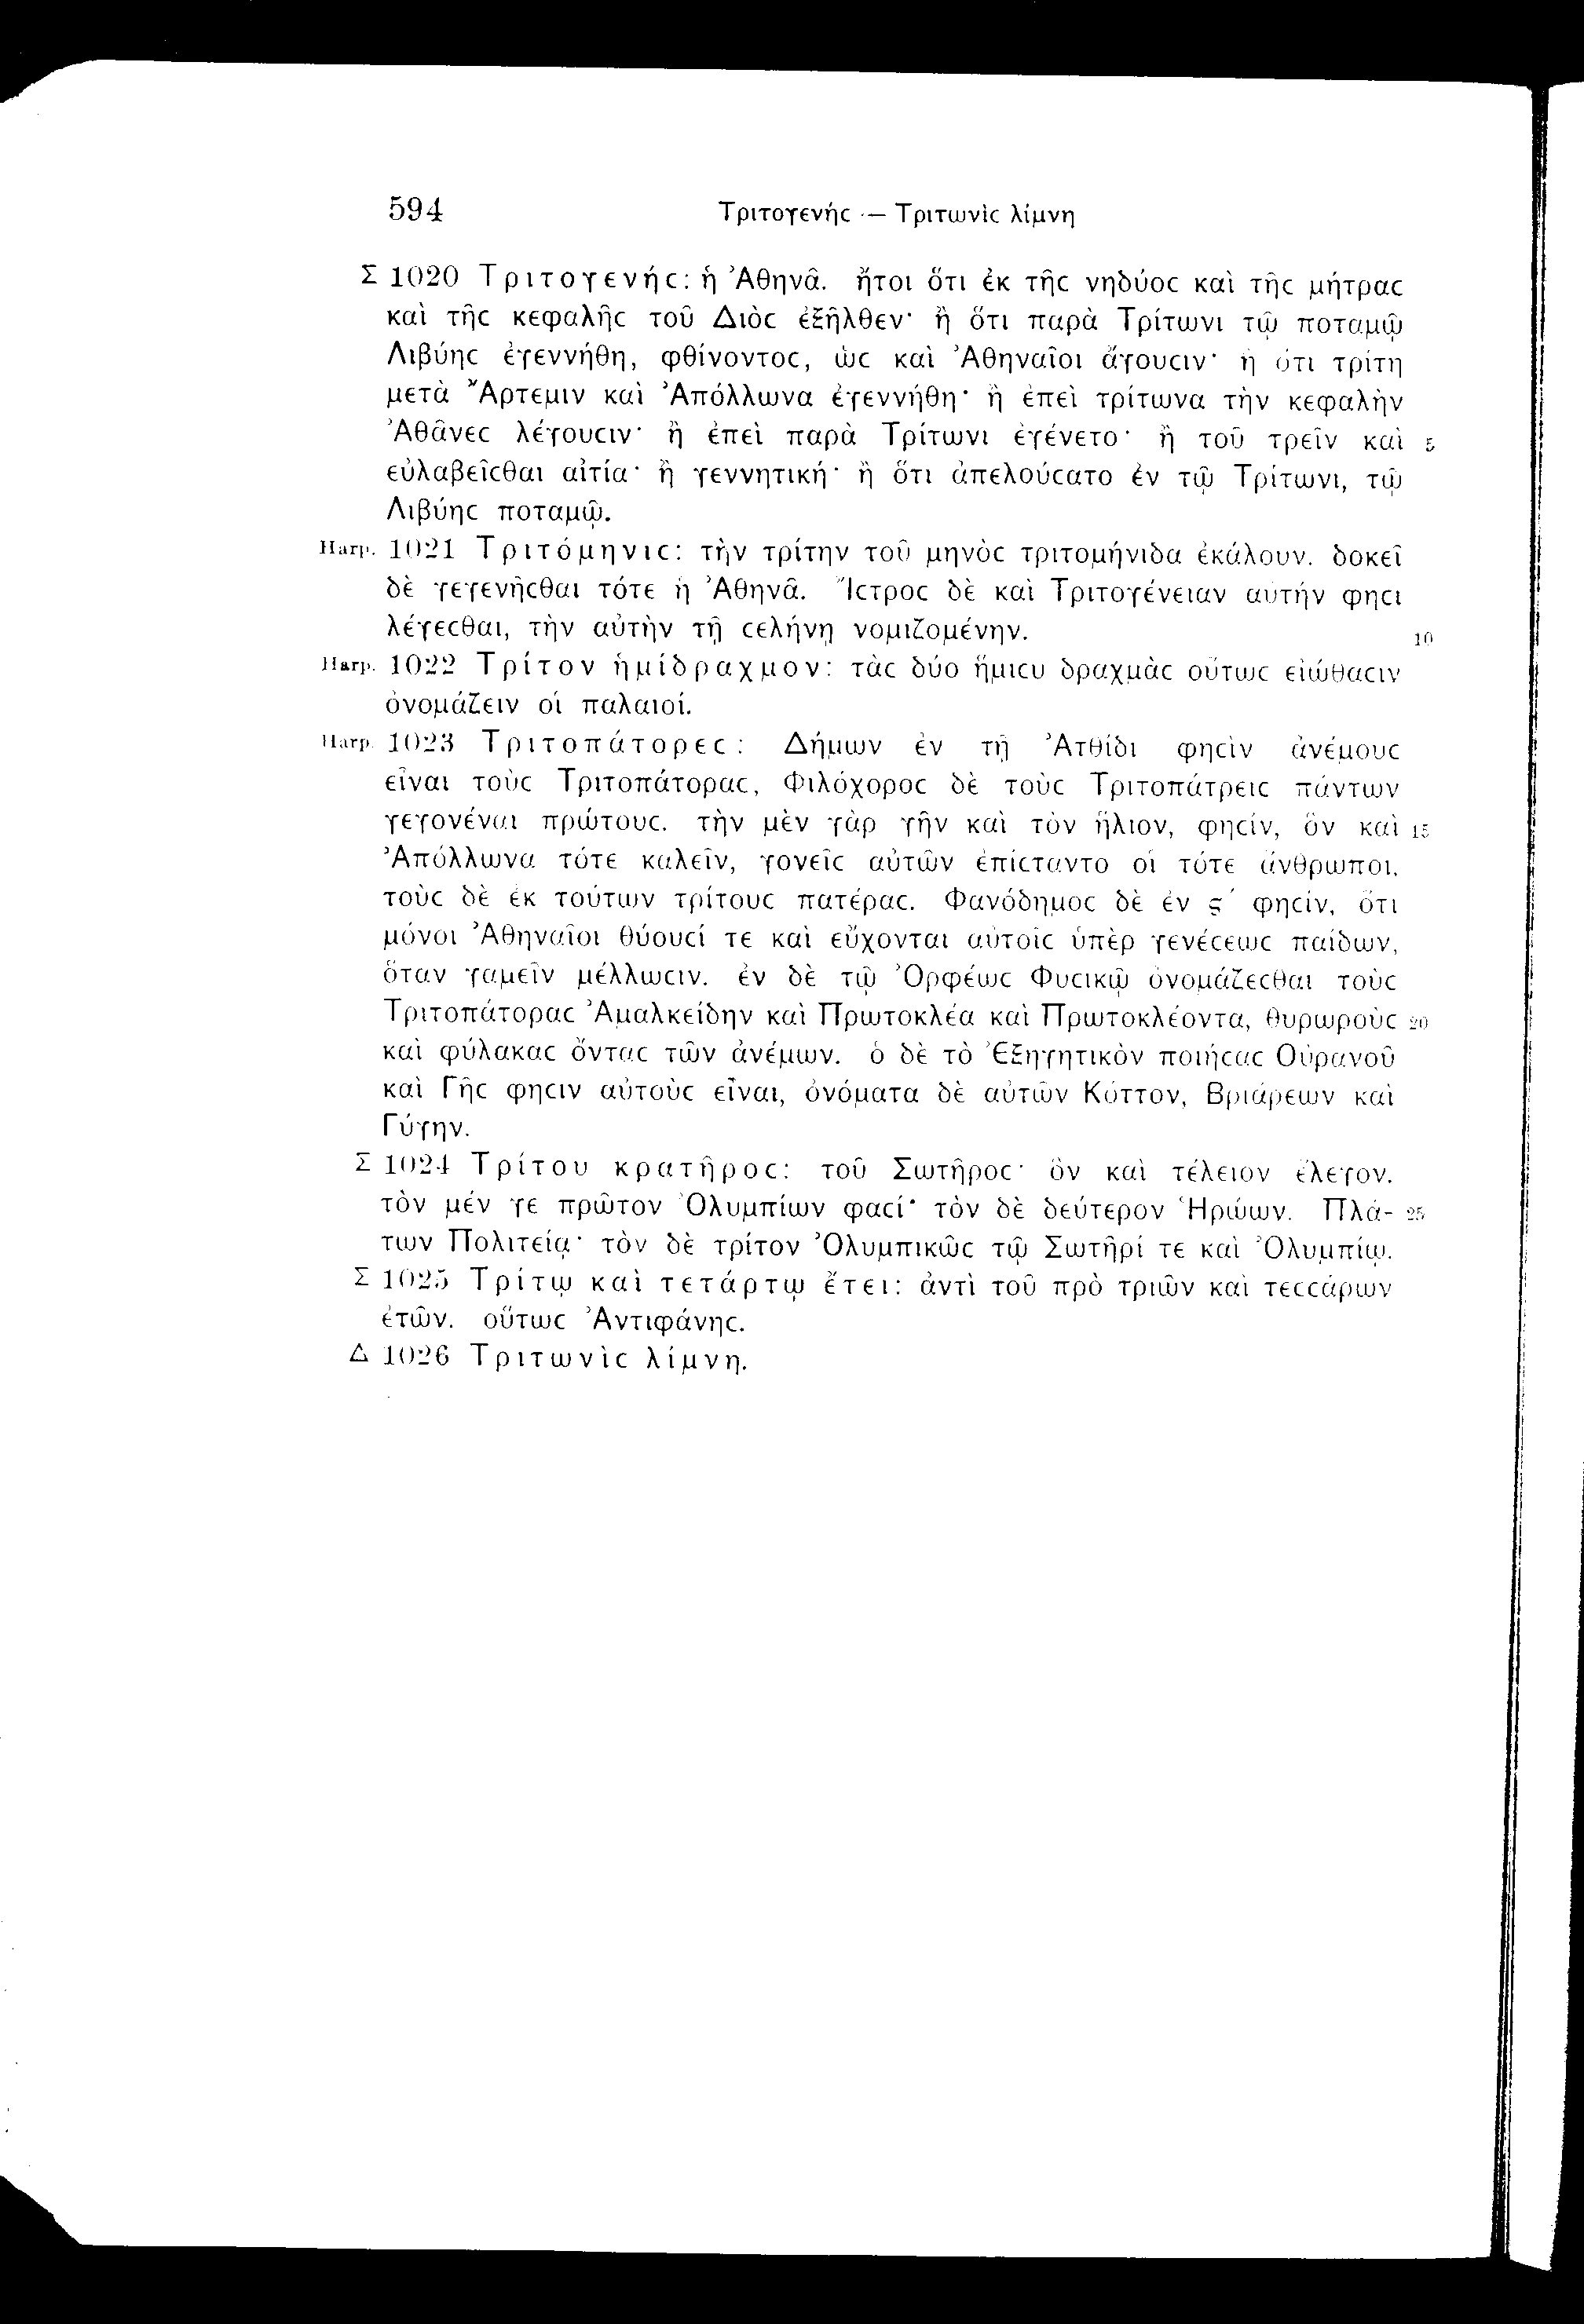 594 Τριτογενής — Τριτωνὶς λίμνη
Σ 1020 Τριτογενής: ἡ Ἀθηνᾶ. ἤτοι ὅτι ἐκ τῆς νηδύος καὶ τῆς μήτρας
καὶ τῆς κεφαλῆς τοῦ Διὸς ἐξῆλθεν· ἢ ὅτι παρὰ Τρίτωνι τῷ ποταμῷ
Λιβύης ἐγεννήθη, φθίνοντος, ὡς καὶ Ἀθηναῖοι ἄγουσιν· ἢ ὅτι τρίτη
μετὰ Ἄρτεμιν καὶ Ἀπόλλωνα ἐγεννήθη· ἢ ἐπεὶ τρίτωνα τὴν κεφαλὴν
Ἀθᾶνες λέγουσιν· ἢ ἐπεὶ παρὰ Τρίτωνι ἐγένετο· ἢ τοῦ τρεῖν καὶ 5
εὐλαβεῖσθαι αἰτία· ἢ γεννητική· ἢ ὅτι ἀπελούσατο ἐν τῷ Τρίτωνι, τῷ
Λιβύης ποταμῷ.
Harp. 1021 Τριτόμηνις: τὴν τρίτην τοῦ μηνὸς τριτομήνιδα ἐκάλουν. δοκεῖ
δὲ γεγενῆσθαι τότε ἡ Ἀθηνᾶ. Ἴστρος δὲ καὶ Τριτογένειαν αὐτήν φησι
λέγεσθαι, τὴν αὐτὴν τῇ σελήνῃ νομιζομένην. 10
Harp. 1022 Τρίτον ἡμίδραχμον: τὰς δύο ἥμισυ δραχμὰς οὕτως εἰώθασιν
ὀνομάζειν οἱ παλαιοί.
Harp. 1023 Τριτοπάτορες: Δήμων ἐν τῇ Ἀτθίδι φησὶν ἀνέμους
εἶναι τοὺς Τριτοπάτορας, Φιλόχορος δὲ τοὺς Τριτοπάτρεις πάντων
γεγονέναι πρώτους. τὴν μὲν γὰρ γῆν καὶ τὸν ἥλιον, φησίν, ὃν καὶ 15
Ἀπόλλωνα τότε καλεῖν, γονεῖς αὐτῶν ἐπίσταντο οἱ τότε ἄνθρωποι,
τοὺς δὲ ἐκ τούτων τρίτους πατέρας. Φανόδημος δὲ ἐν ς΄ φησίν, ὅτι
μόνοι Ἀθηναῖοι θύουσί τε καὶ εὔχονται αὐτοῖς ὑπὲρ γενέσεως παίδων,
ὅταν γαμεῖν μέλλωσιν. ἐν δὲ τῷ Ὀρφέως Φυσικῷ ὀνομάζεσθαι τοὺς
Τριτοπάτορας Ἀμαλκείδην καὶ Πρωτοκλέα καὶ Πρωτοκλέοντα, θυρωροὺς 20
καὶ φύλακας ὄντας τῶν ἀνέμων. ὁ δὲ τὸ Ἐξηγητικὸν ποιήσας Οὐρανοῦ
καὶ Γῆς φησιν αὐτοὺς εἶναι, ὀνόματα δὲ αὐτῶν Κόττον, Βριάρεων καὶ
Γύγην.
Σ 1024 Τρίτου κρατῆρος: τοῦ Σωτῆρος· ὃν καὶ τέλειον ἔλεγον.
τὸν μέν γε πρῶτον Ὀλυμπίων φασί· τὸν δὲ δεύτερον Ἡρώων. Πλά- 25
των Πολιτείᾳ· τὸν δὲ τρίτον Ὀλυμπικῶς τῷ Σωτῆρί τε καὶ Ὀλυμπίῳ.
Σ 1025 Τρίτῳ καὶ τετάρτῳ ἔτει: ἀντὶ τοῦ πρὸ τριῶν καὶ τεσσάρων
ἐτῶν. οὕτως Ἀντιφάνης.
Δ 1026 Τριτωνὶς λίμνη.